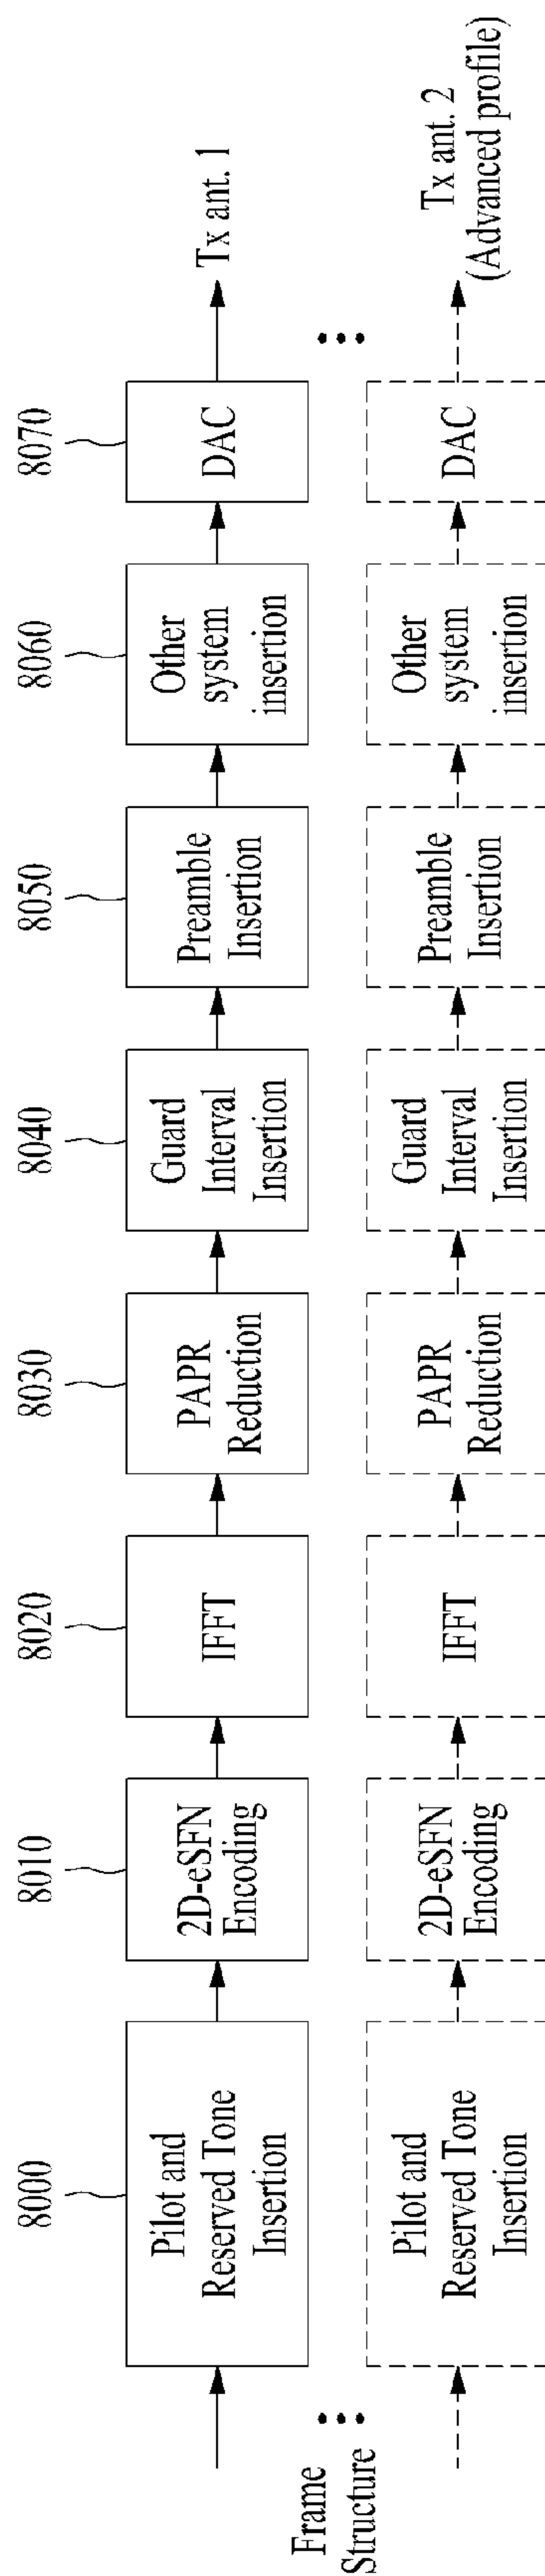 8000
8010
8020
8030
8040
8050
8060
8070
Frame
Structure
Pilot and
Reserved Tone
Insertion
2D-eSFN
Encoding
IFFT
PAPR
Reduction
Guard
Interval
Insertion
Preamble
Insertion
Other
system
insertion
DAC
Tx ant. 1
Pilot and
Reserved Tone
Insertion
2D-eSFN
Encoding
IFFT
PAPR
Reduction
Guard
Interval
Insertion
Preamble
Insertion
Other
system
insertion
DAC
Tx ant. 2
(Advanced profile)